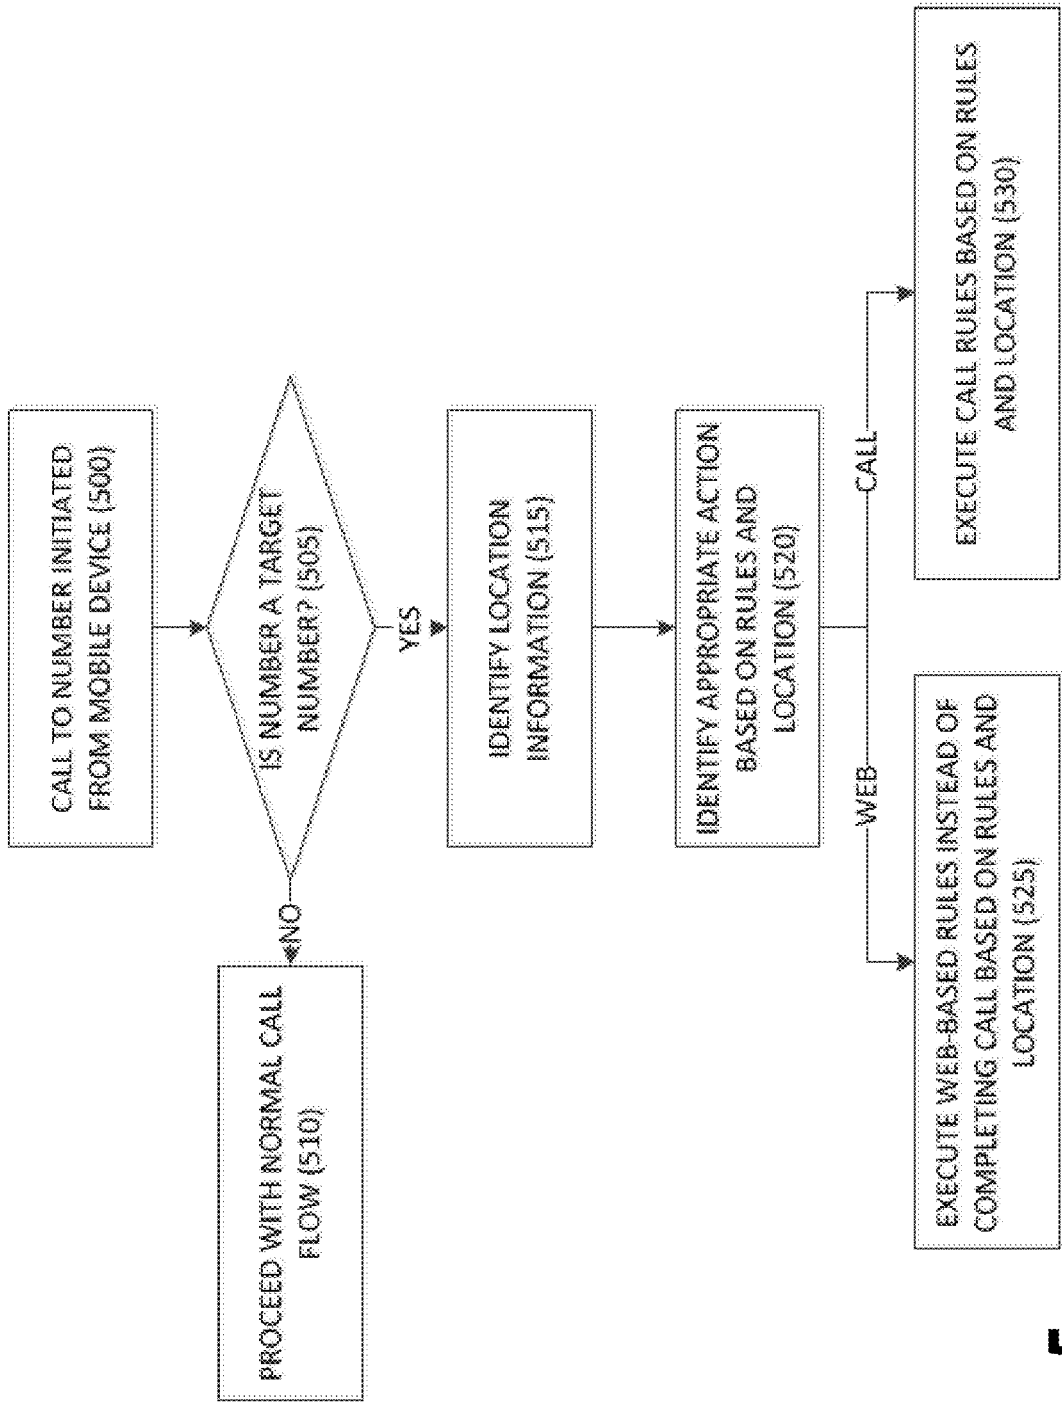 CALL TO NUMBER INITIATED
FROM MOBILE DEVICE (500)
IS NUMBER A TARGET
NUMBER? (505)
NO
PROCEED WITH NORMAL CALL
FLOW (510)
YES
IDENTIFY LOCATION
INFORMATION (515)
IDENTIFY APPROPRIATE ACTION
BASED ON RULES AND
LOCATION (520)
WEB
CALL
EXECUTE WEB-BASED RULES INSTEAD OF
COMPLETING CALL BASED ON RULES AND
LOCATION (525)
EXECUTE CALL RULES BASED ON RULES
AND LOCATION (530)